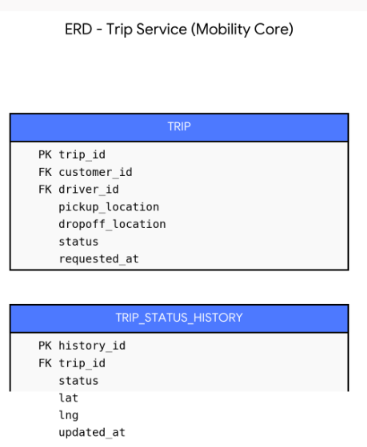 ERD - Trip Service (Mobility Core)
TRIP
PK trip_id
FK customer_id
FK driver_id
pickup_location
dropoff_location
status
requested_at
TRIP_STATUS_HISTORY
PK history_id
FK trip_id
status
lat
lng
updated_at